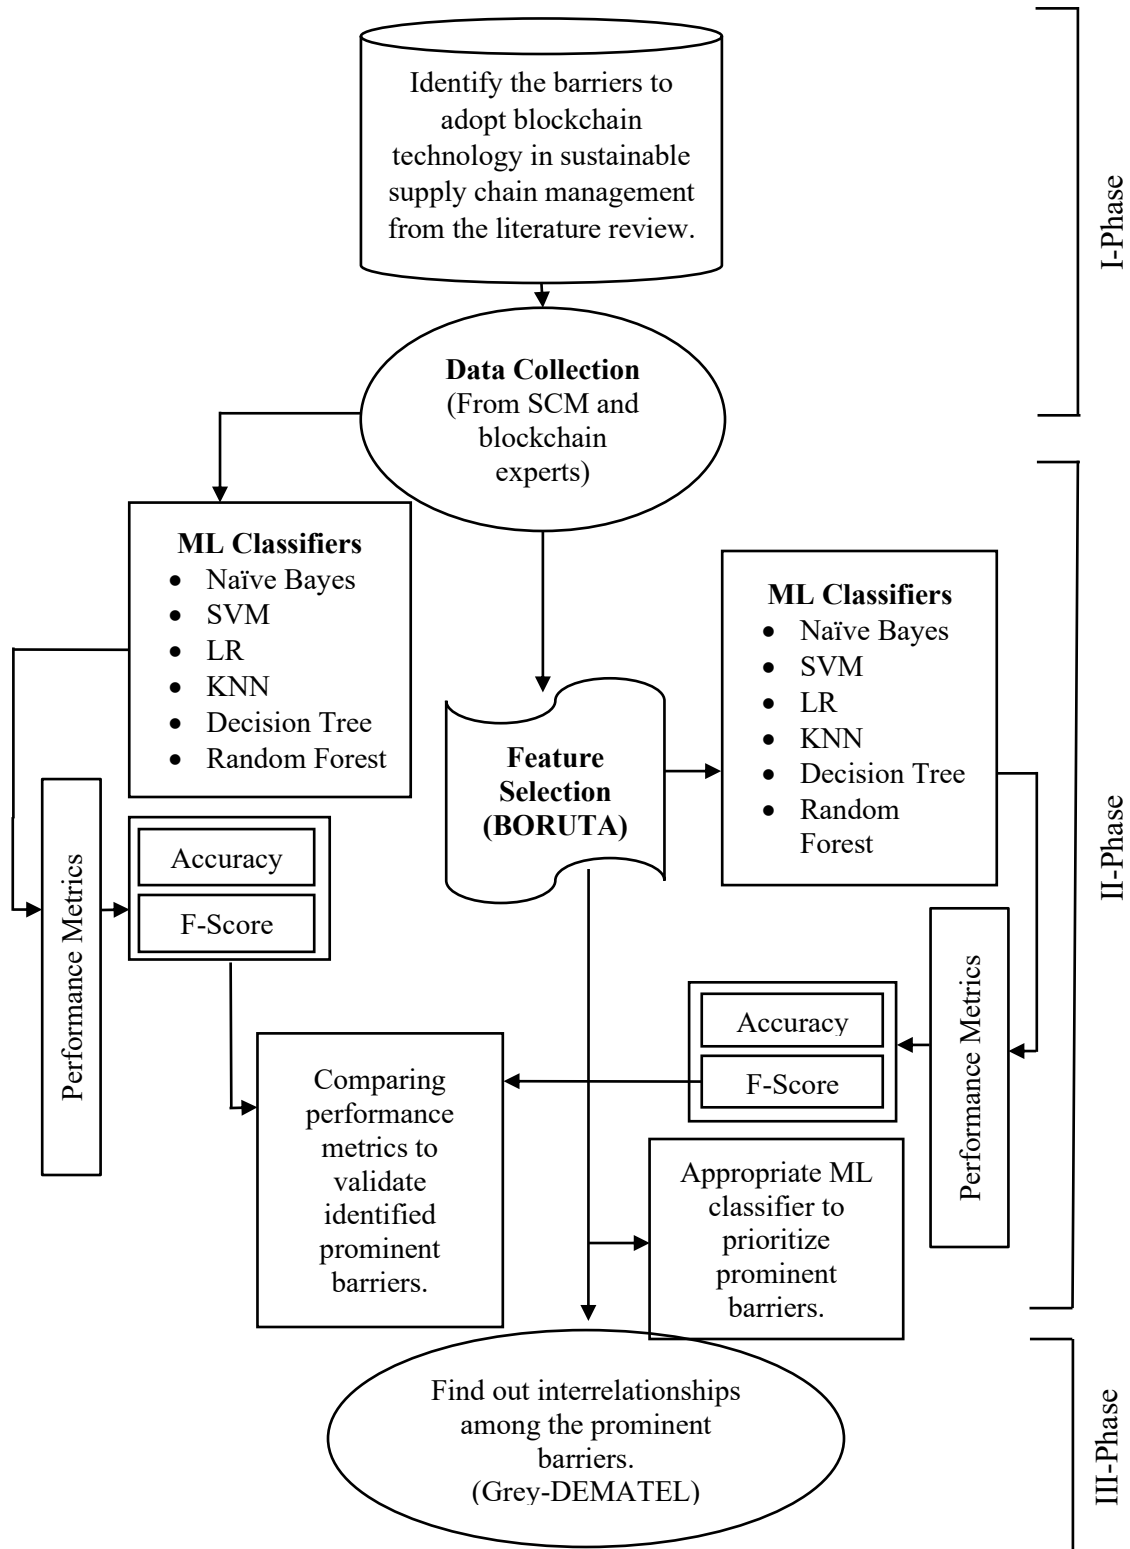 Identify the barriers to
adopt blockchain
technology in sustainable
supply chain management
from the literature review.
I-Phase
Data Collection
(From SCM and
blockchain
experts)
ML Classifiers
• Naïve Bayes
• SVM
• LR
• KNN
• Decision Tree
• Random Forest
ML Classifiers
• Naïve Bayes
• SVM
• LR
• KNN
• Decision Tree
• Random
Forest
Feature
Selection
(BORUTA)
II-Phase
Performance Metrics
Accuracy
F-Score
Performance Metrics
Accuracy
F-Score
Comparing
performance
metrics to
validate
identified
prominent
barriers.
Appropriate ML
classifier to
prioritize
prominent
barriers.
Find out interrelationships
among the prominent
barriers.
(Grey-DEMATEL)
III-Phase